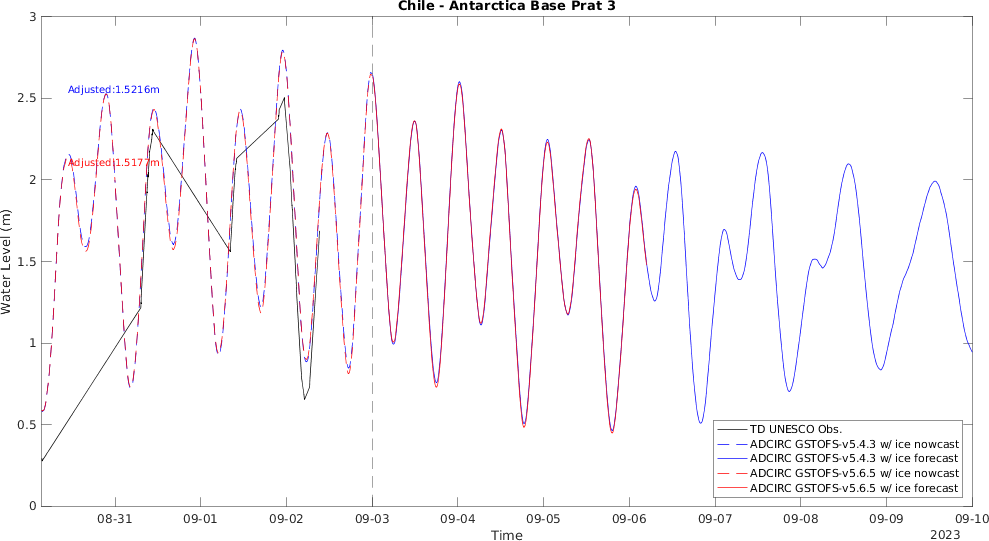 Chile - Antarctica Base Prat 3
3
2.5
2
1.5
1
0.5
0
Water Level (m)
Adjusted:1.5216m
Adjusted:1.5177m
TD UNESCO Obs.
ADCIRC GSTOFS-v5.4.3 w/ ice nowcast
ADCIRC GSTOFS-v5.4.3 w/ ice forecast
ADCIRC GSTOFS-v5.6.5 w/ ice nowcast
ADCIRC GSTOFS-v5.6.5 w/ ice forecast
08-31 09-01 09-02 09-03 09-04 09-05 09-06 09-07 09-08 09-09 09-10
Time
2023